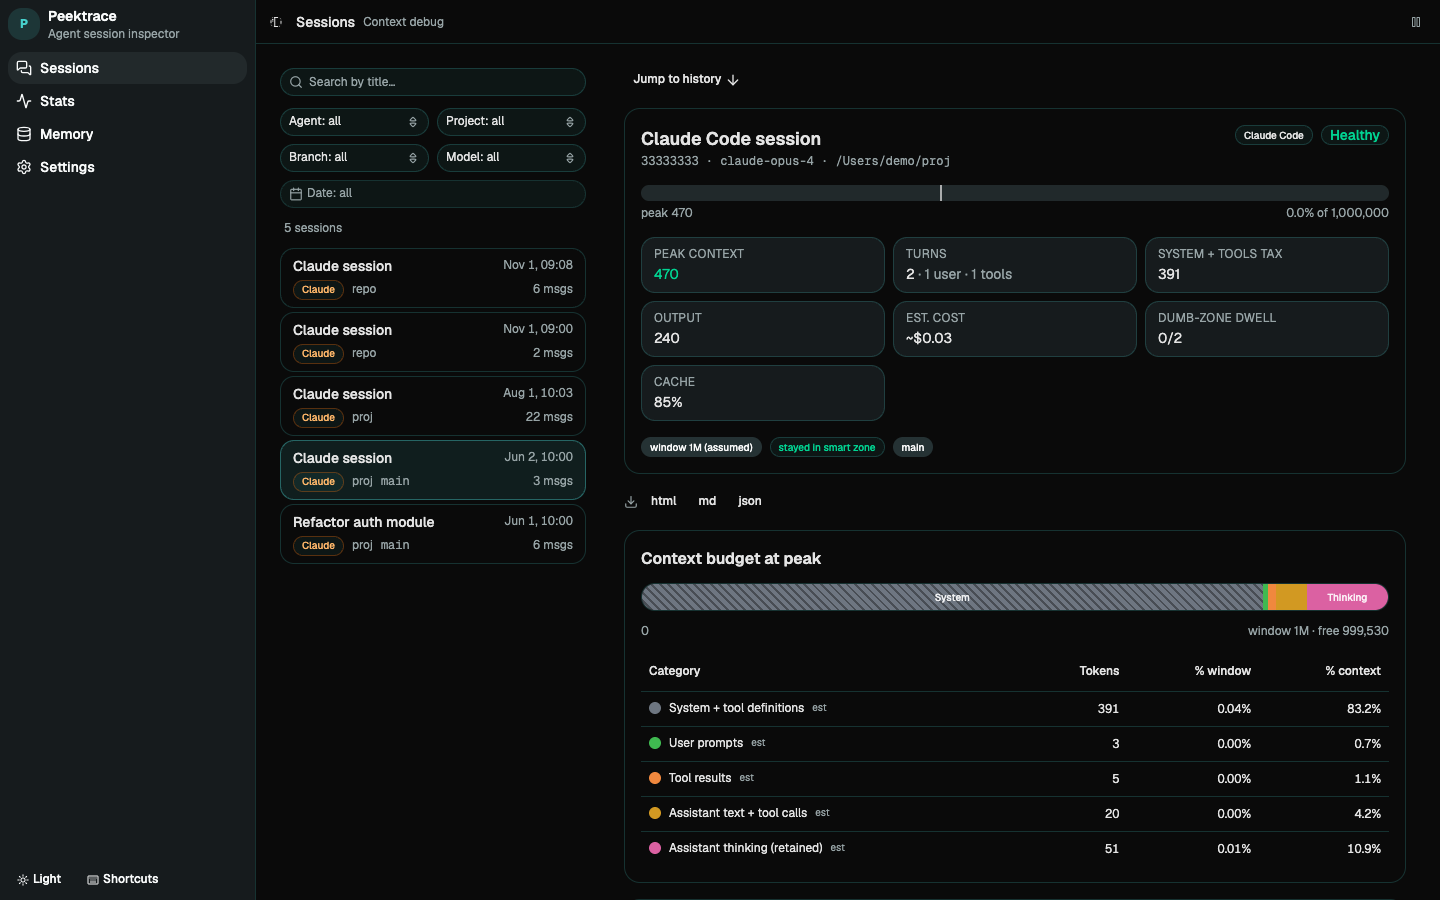 P
Peektrace
Agent session inspector
Sessions
Stats
Memory
Settings
Light
Shortcuts
Sessions Context debug
Search by title...
Agent: all
Project: all
Branch: all
Model: all
Date: all
5 sessions
Claude session Nov 1, 09:08
Claude repo 6 msgs
Claude session Nov 1, 09:00
Claude repo 2 msgs
Claude session Aug 1, 10:03
Claude proj 22 msgs
Claude session Jun 2, 10:00
Claude proj main 3 msgs
Refactor auth module Jun 1, 10:00
Claude proj main 6 msgs
Jump to history
Claude Code session Claude Code Healthy
33333333 · claude-opus-4 · /Users/demo/proj
peak 470 0.0% of 1,000,000
PEAK CONTEXT
470
TURNS
2 · 1 user · 1 tools
SYSTEM + TOOLS TAX
391
OUTPUT
240
EST. COST
~$0.03
DUMB-ZONE DWELL
0/2
CACHE
85%
window 1M (assumed) stayed in smart zone main
html md json
Context budget at peak
System Thinking
0 window 1M · free 999,530
Category Tokens % window % context
System + tool definitions est 391 0.04% 83.2%
User prompts est 3 0.00% 0.7%
Tool results est 5 0.00% 1.1%
Assistant text + tool calls est 20 0.00% 4.2%
Assistant thinking (retained) est 51 0.01% 10.9%